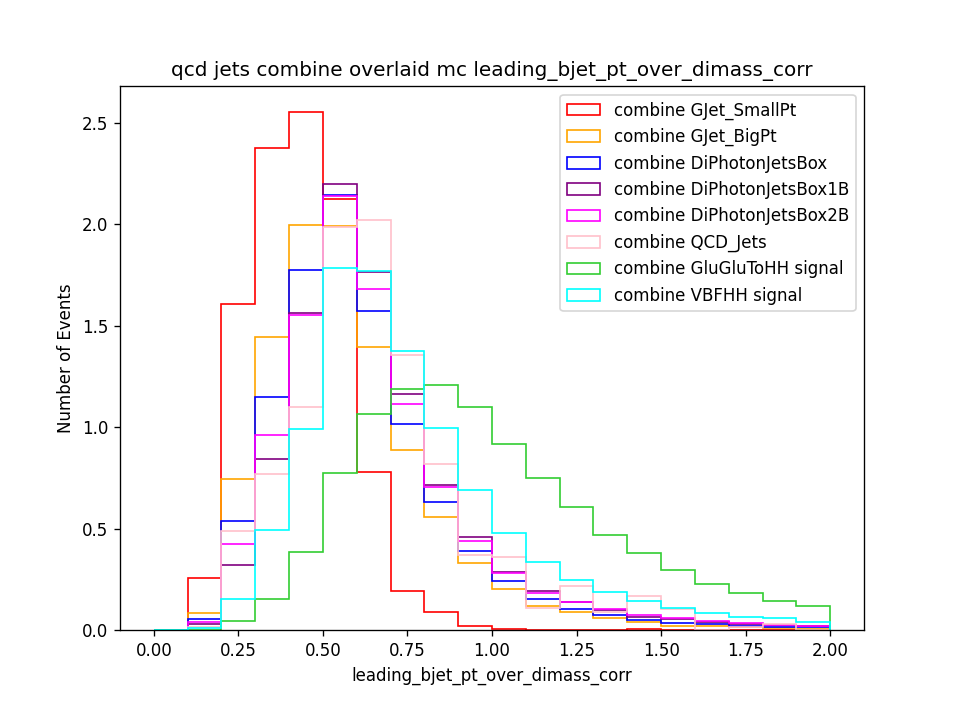 qcd jets combine overlaid mc leading_bjet_pt_over_dimass_corr
combine GJet_SmallPt
combine GJet_BigPt
combine DiPhotonJetsBox
combine DiPhotonJetsBox1B
combine DiPhotonJetsBox2B
combine QCD_Jets
combine GluGluToHH signal
combine VBFHH signal
Number of Events
2.5
2.0
1.5
1.0
0.5
0.0
0.00 0.25 0.50 0.75 1.00 1.25 1.50 1.75 2.00
leading_bjet_pt_over_dimass_corr